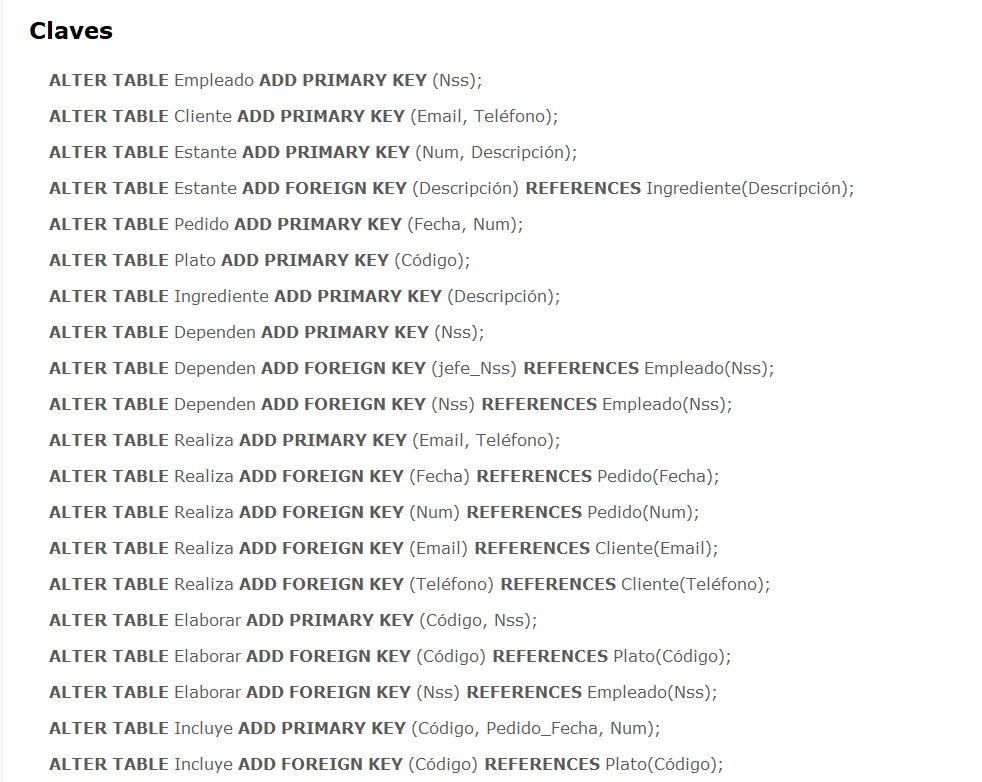 Claves
ALTER TABLE Empleado ADD PRIMARY KEY (Nss);
ALTER TABLE Cliente ADD PRIMARY KEY (Email, Teléfono);
ALTER TABLE Estante ADD PRIMARY KEY (Num, Descripción);
ALTER TABLE Estante ADD FOREIGN KEY (Descripción) REFERENCES Ingrediente(Descripción);
ALTER TABLE Pedido ADD PRIMARY KEY (Fecha, Num);
ALTER TABLE Plato ADD PRIMARY KEY (Código);
ALTER TABLE Ingrediente ADD PRIMARY KEY (Descripción);
ALTER TABLE Dependen ADD PRIMARY KEY (Nss);
ALTER TABLE Dependen ADD FOREIGN KEY (jefe_Nss) REFERENCES Empleado(Nss);
ALTER TABLE Dependen ADD FOREIGN KEY (Nss) REFERENCES Empleado(Nss);
ALTER TABLE Realiza ADD PRIMARY KEY (Email, Teléfono);
ALTER TABLE Realiza ADD FOREIGN KEY (Fecha) REFERENCES Pedido(Fecha);
ALTER TABLE Realiza ADD FOREIGN KEY (Num) REFERENCES Pedido(Num);
ALTER TABLE Realiza ADD FOREIGN KEY (Email) REFERENCES Cliente(Email);
ALTER TABLE Realiza ADD FOREIGN KEY (Teléfono) REFERENCES Cliente(Teléfono);
ALTER TABLE Elaborar ADD PRIMARY KEY (Código, Nss);
ALTER TABLE Elaborar ADD FOREIGN KEY (Código) REFERENCES Plato(Código);
ALTER TABLE Elaborar ADD FOREIGN KEY (Nss) REFERENCES Empleado(Nss);
ALTER TABLE Incluye ADD PRIMARY KEY (Código, Pedido_Fecha, Num);
ALTER TABLE Incluye ADD FOREIGN KEY (Código) REFERENCES Plato(Código);